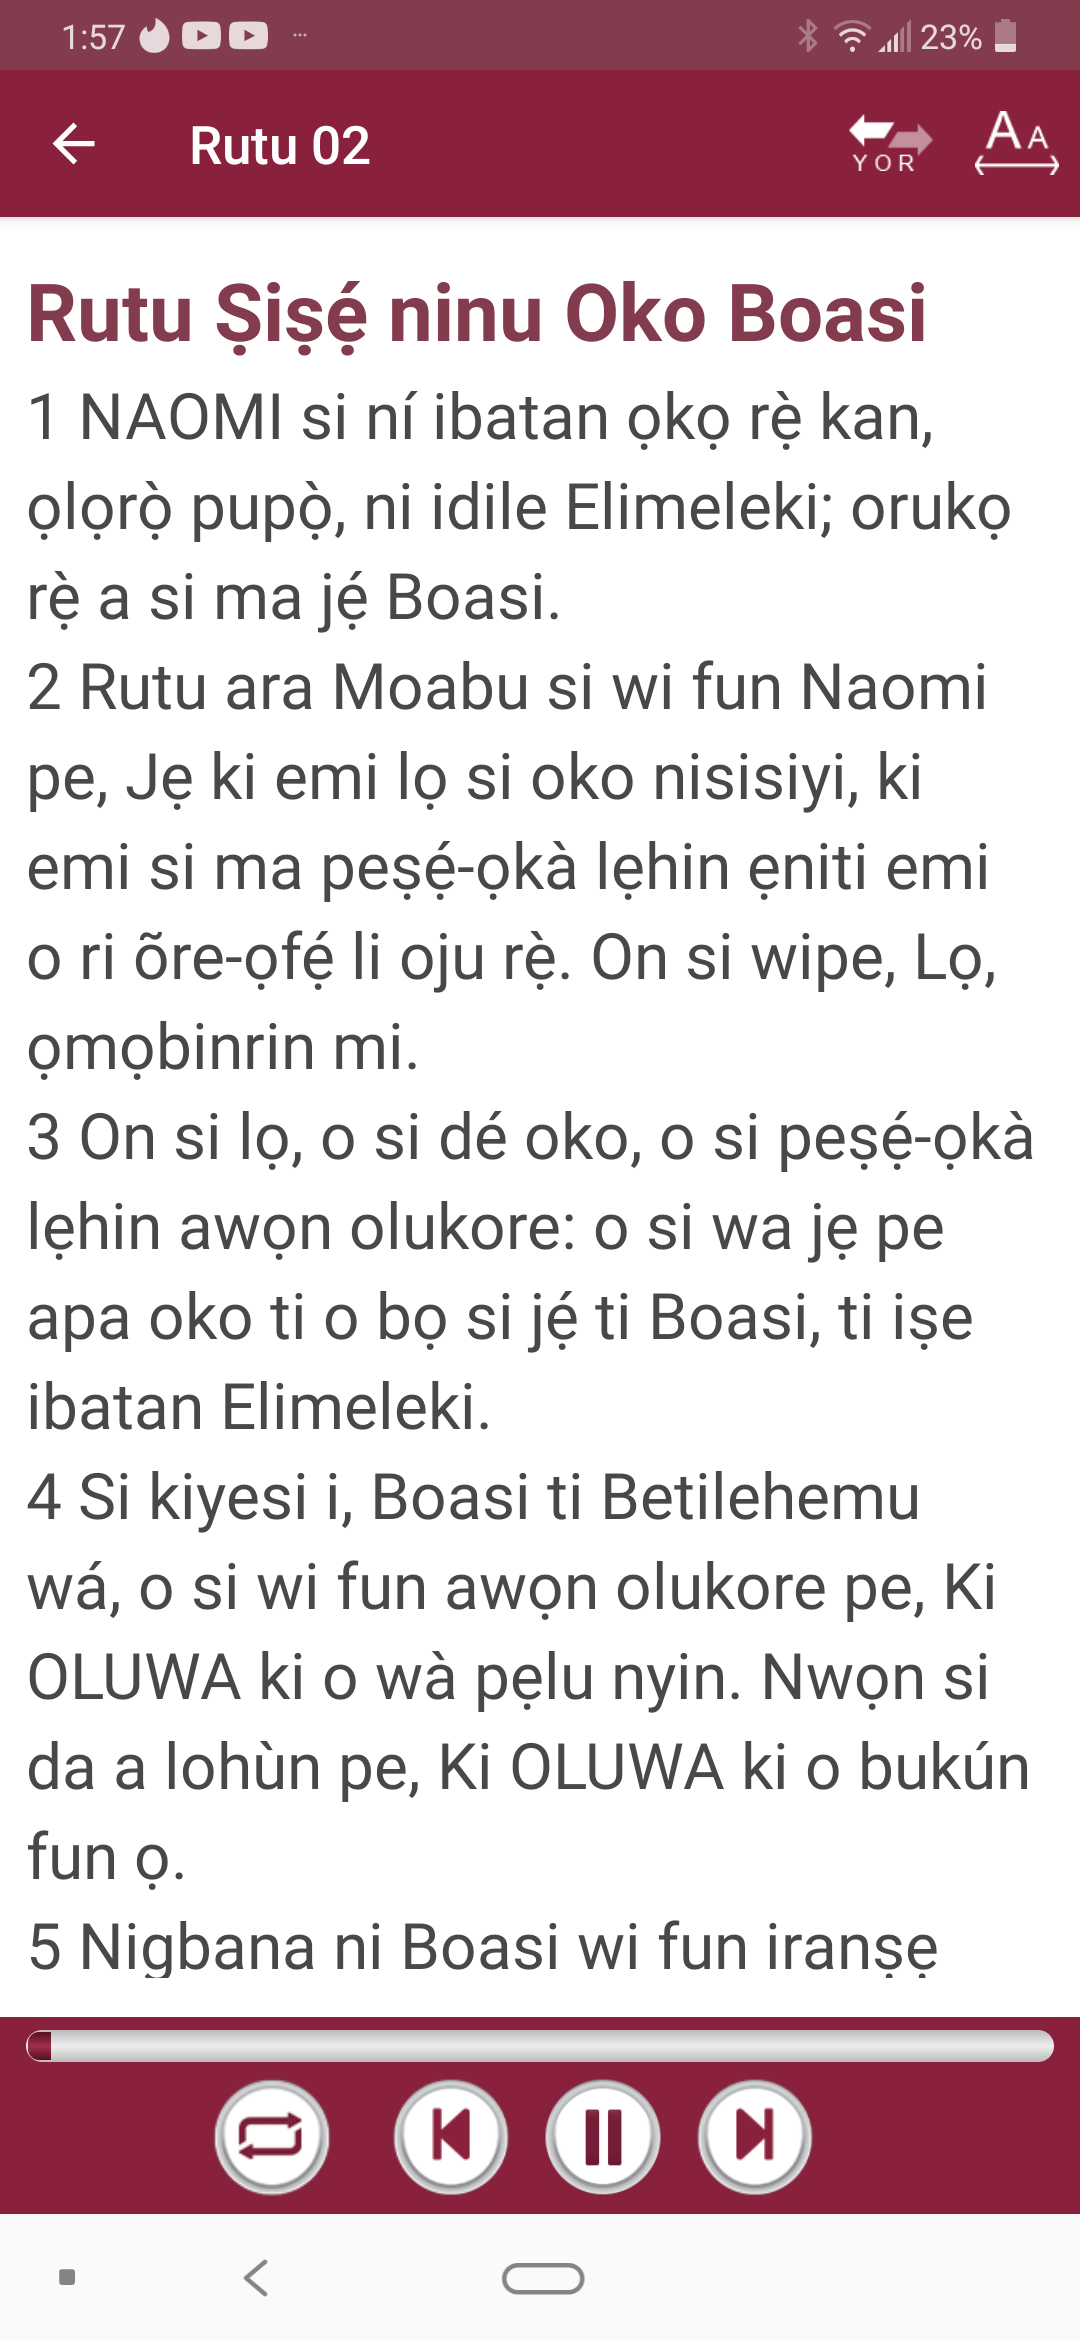 1:57 ... 23%
Rutu 02
YOR
AA
Rutu Ṣiṣẹ́ ninu Oko Boasi
1 NAOMI si ní ibatan ọkọ rẹ̀ kan,
ọlọrọ̀ pupọ̀, ni idile Elimeleki; orukọ
rẹ̀ a si ma jẹ́ Boasi.
2 Rutu ara Moabu si wi fun Naomi
pe, Jẹ ki emi lọ si oko nisisiyi, ki
emi si ma peṣẹ́-ọkà lẹhin ẹniti emi
o ri õre-ọfẹ́ li oju rẹ̀. On si wipe, Lọ,
ọmọbinrin mi.
3 On si lọ, o si dé oko, o si peṣẹ́-ọkà
lẹhin awọn olukore: o si wa jẹ pe
apa oko ti o bọ si jẹ́ ti Boasi, ti iṣe
ibatan Elimeleki.
4 Si kiyesi i, Boasi ti Betilehemu
wá, o si wi fun awọn olukore pe, Ki
OLUWA ki o wà pẹlu nyin. Nwọn si
da a lohùn pe, Ki OLUWA ki o bukún
fun ọ.
5 Nigbana ni Boasi wi fun iranṣẹ